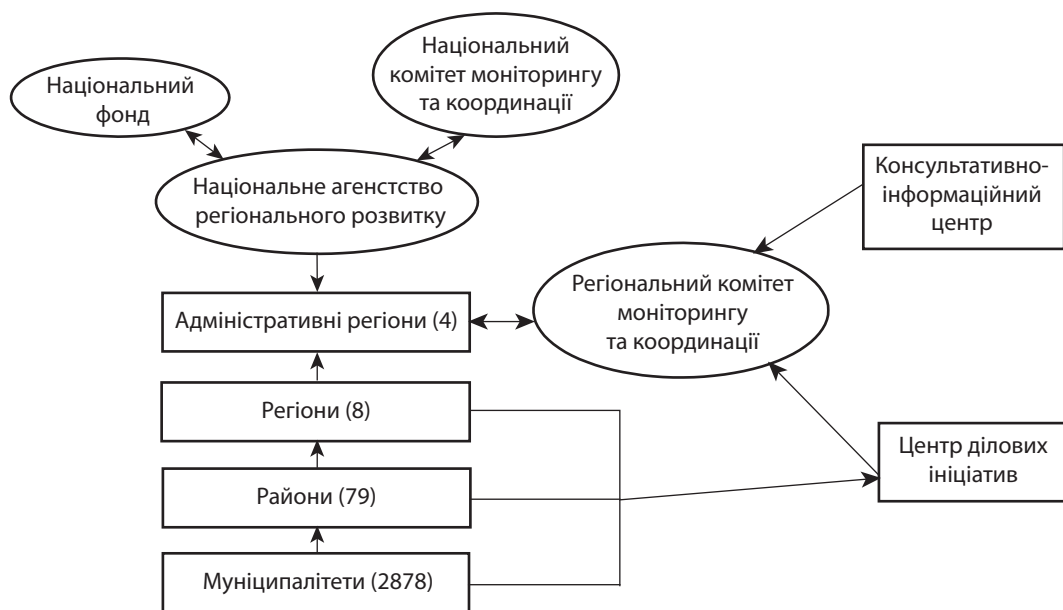 Національний
фонд
Національний
комітет моніторингу
та координації
Національне агенстство
регіонального розвитку
Консультативно-
інформаційний
центр
Адміністративні регіони (4)
Регіональний комітет
моніторингу
та координації
Регіони (8)
Райони (79)
Центр ділових
ініціатив
Муніципалітети (2878)